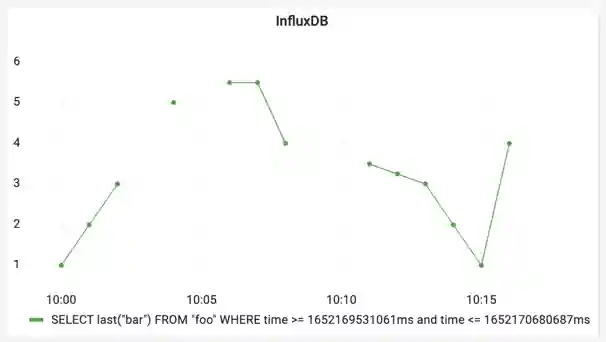 InfluxDB
6
5
4
3
2
1
10:00 10:05 10:10 10:15
SELECT last("bar") FROM "foo" WHERE time >= 1652169531061ms and time <= 1652170680687ms